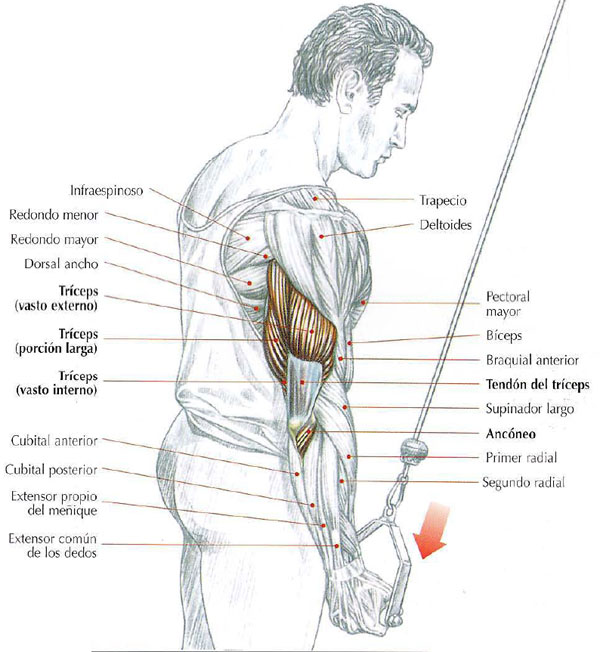 Infraespinoso
Redondo menor
Redondo mayor
Dorsal ancho
Tríceps
(vasto externo)
Tríceps
(porción larga)
Tríceps
(vasto interno)
Cubital anterior
Cubital posterior
Extensor propio
del meñique
Extensor común
de los dedos
Trapecio
Deltoides
Pectoral
mayor
Bíceps
Braquial anterior
Tendón del tríceps
Supinador largo
Ancóneo
Primer radial
Segundo radial